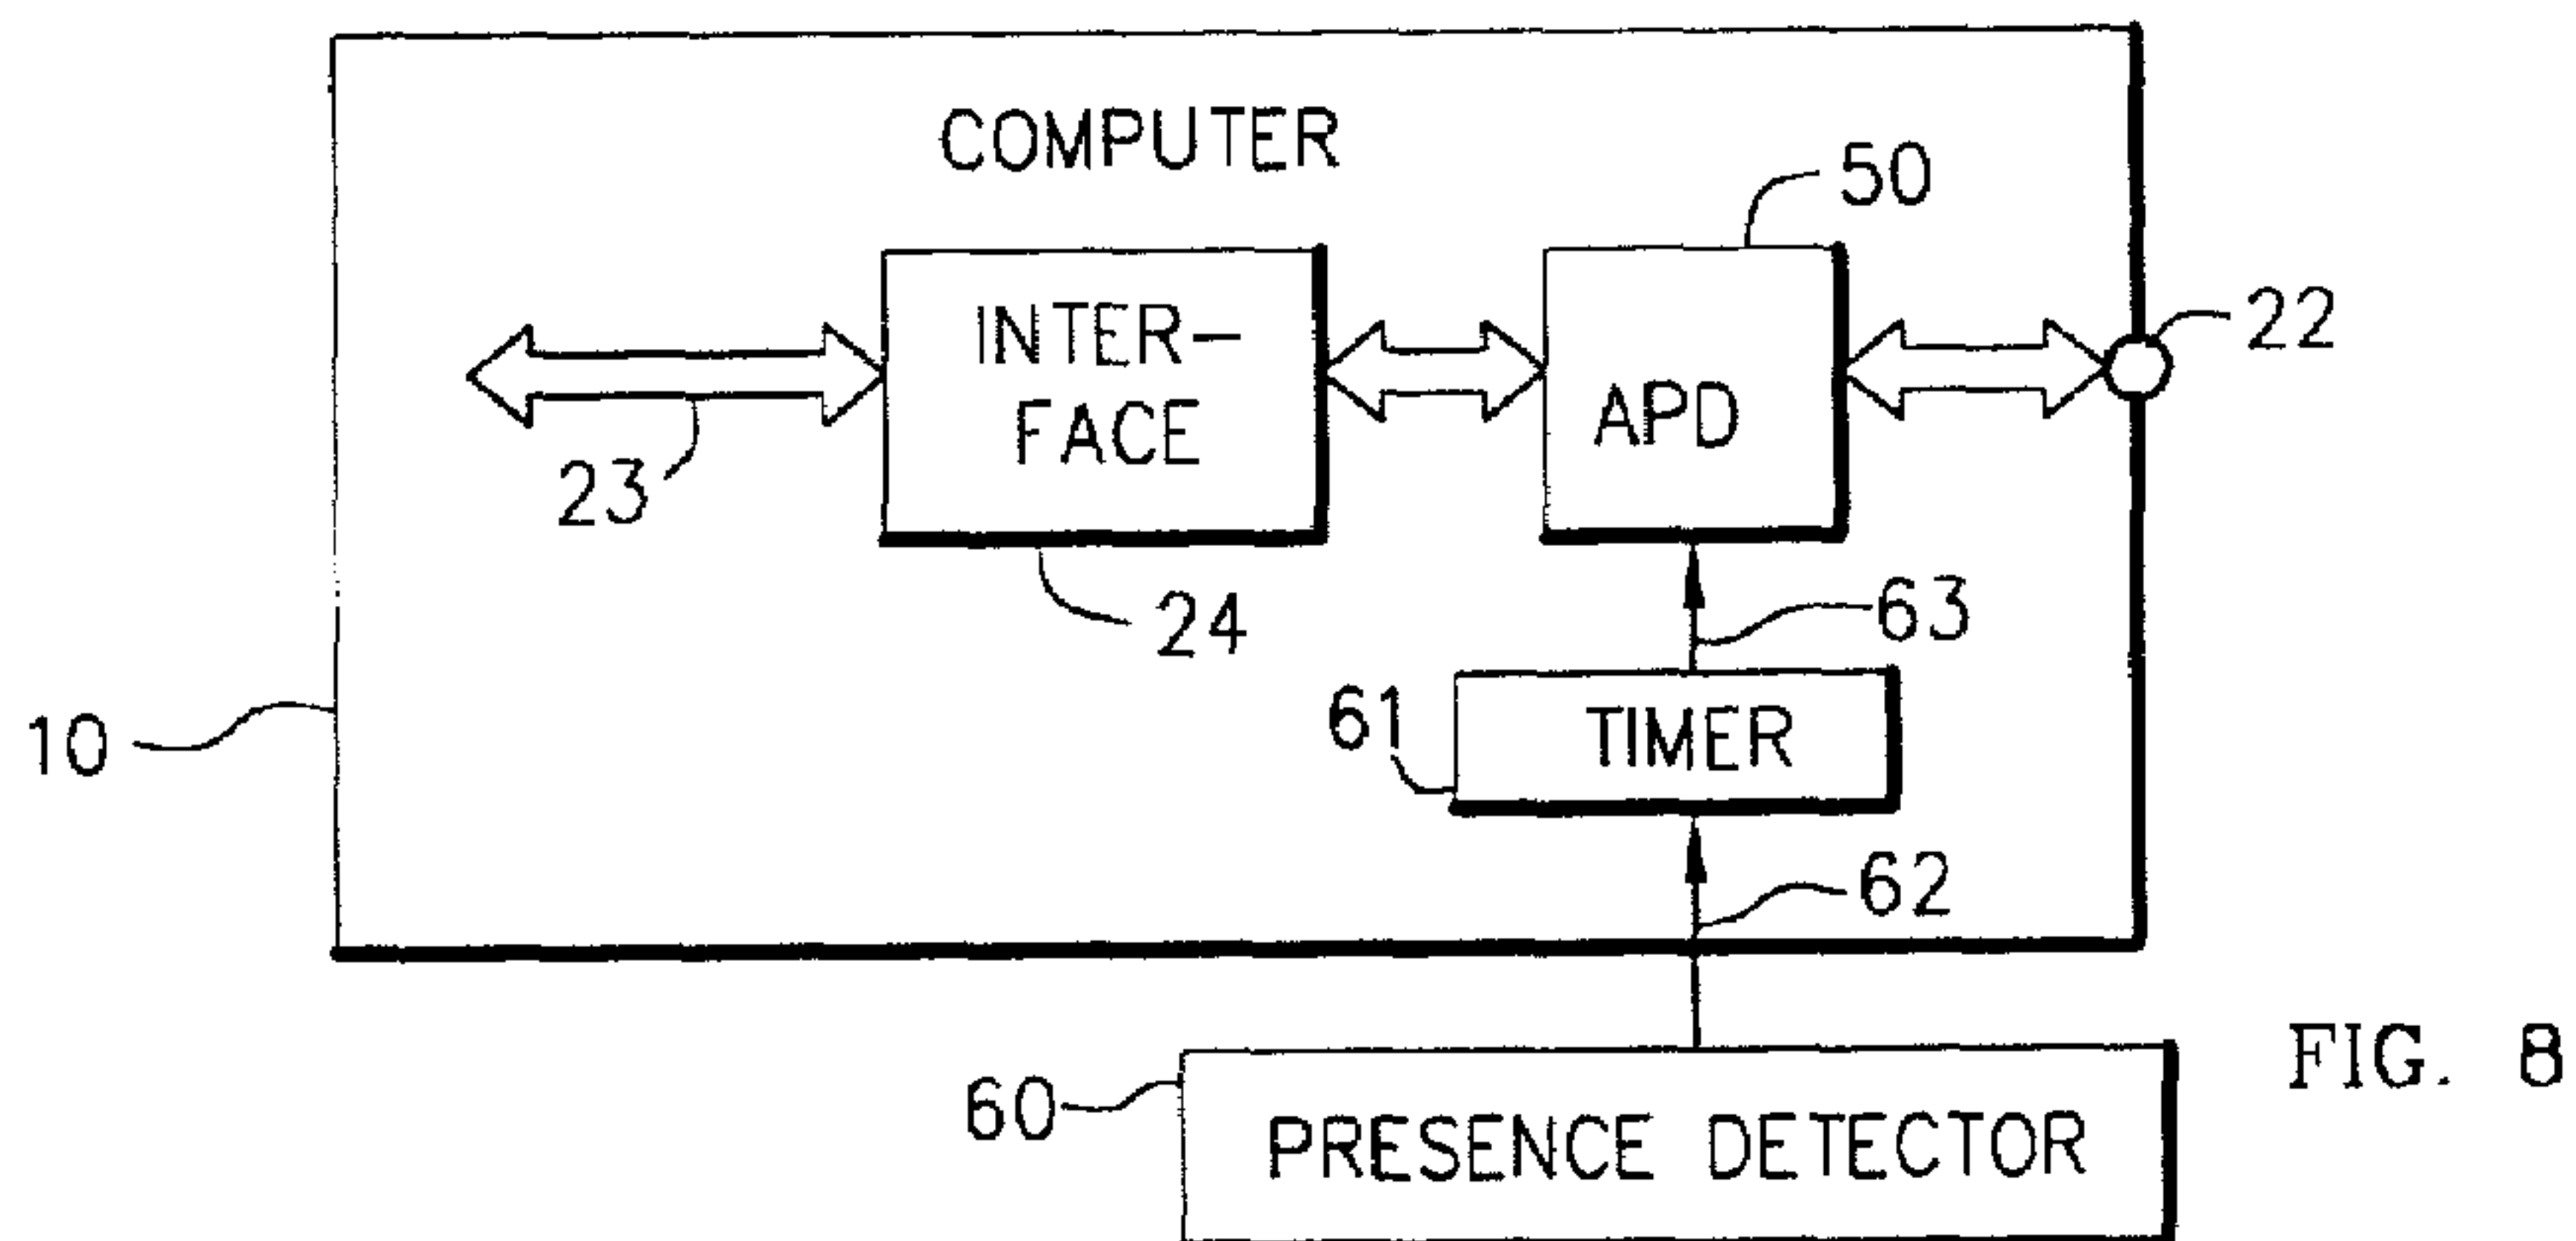 COMPUTER
50
INTER-
FACE
APD
22
23
24
63
61
TIMER
10
62
60
PRESENCE DETECTOR
FIG. 8